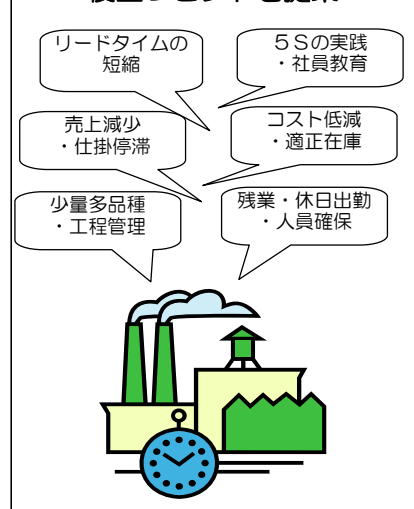 リードタイムの
短縮
５Ｓの実践
・社員教育
売上減少
・仕掛停滞
コスト低減
・適正在庫
少量多品種
・工程管理
残業・休日出勤
・人員確保